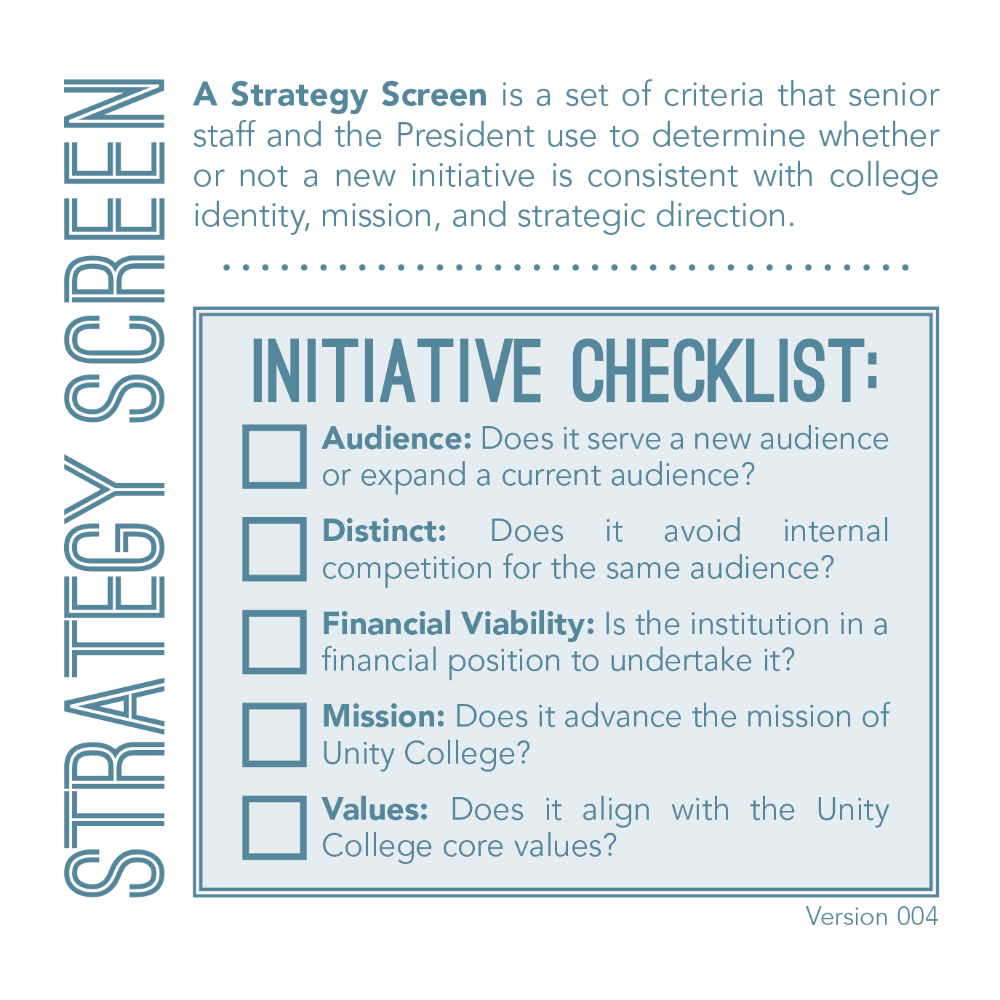 STRATEGY SCREEN
A Strategy Screen is a set of criteria that senior
staff and the President use to determine whether
or not a new initiative is consistent with college
identity, mission, and strategic direction.
INITIATIVE CHECKLIST:
Audience: Does it serve a new audience
or expand a current audience?
Distinct: Does it avoid internal
competition for the same audience?
Financial Viability: Is the institution in a
financial position to undertake it?
Mission: Does it advance the mission of
Unity College?
Values: Does it align with the Unity
College core values?
Version 004